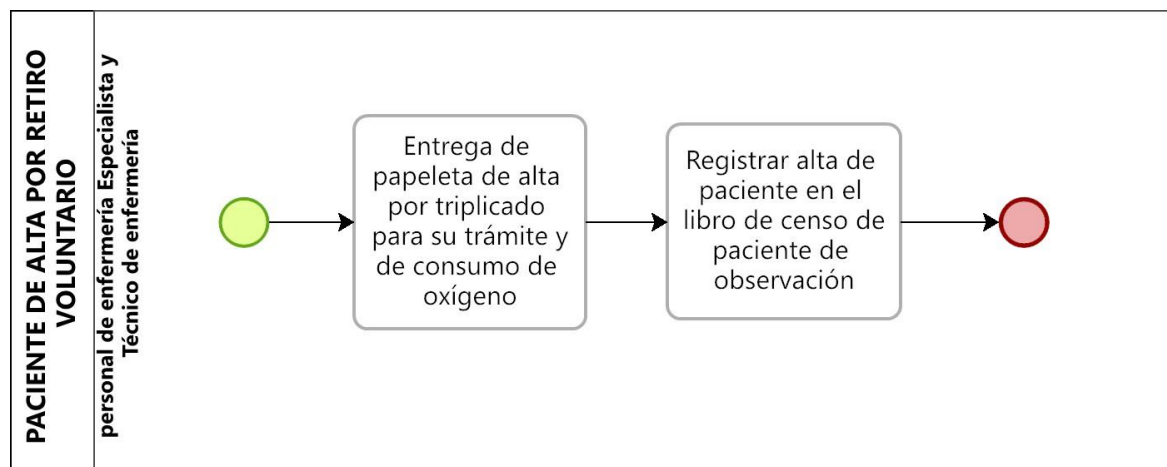 PACIENTE DE ALTA POR RETIRO
VOLUNTARIO
personal de enfermería Especialista y
Técnico de enfermería
Entrega de
papeleta de alta
por triplicado
para su trámite y
de consumo de
oxígeno
Registrar alta de
paciente en el
libro de censo de
paciente de
observación